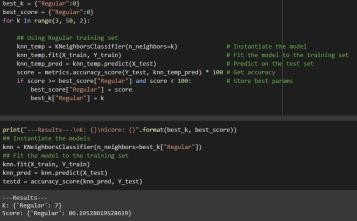 best_k = {"Regular":0}
best_score = {"Regular":0}
for k in range(3, 50, 2):
## Using Regular training set
knn_temp = KNeighborsClassifier(n_neighbors=k) # Instantiate the model
knn_temp.fit(X_train, Y_train) # Fit the model to the training set
knn_temp_pred = knn_temp.predict(X_test) # Predict on the test set
score = metrics.accuracy_score(Y_test, knn_temp_pred) * 100 # Get accuracy
if score >= best_score["Regular"] and score < 100: # Store best params
best_score["Regular"] = score
best_k["Regular"] = k
print("---Results---\nK: {}\nScore: {}".format(best_k, best_score))
## Instantiate the models
knn = KNeighborsClassifier(n_neighbors=best_k["Regular"])
## Fit the model to the training set
knn.fit(X_train, Y_train)
knn_pred = knn.predict(X_test)
testd = accuracy_score(knn_pred, Y_test)
---Results---
K: {'Regular': 7}
Score: {'Regular': 86.19528619528619}